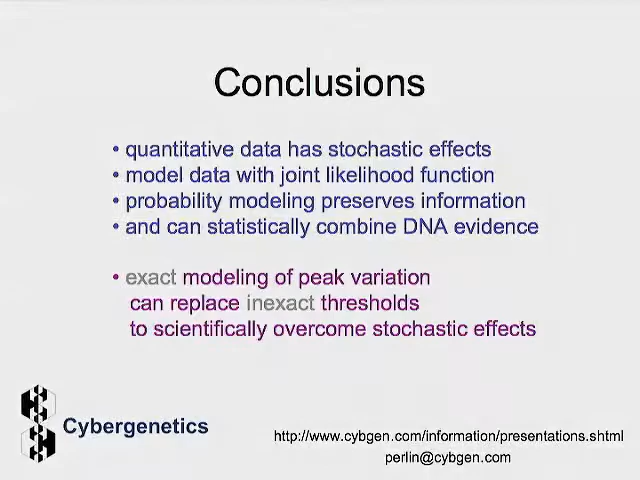 Conclusions
• quantitative data has stochastic effects
• model data with joint likelihood function
• probability modeling preserves information
• and can statistically combine DNA evidence
• exact modeling of peak variation
can replace inexact thresholds
to scientifically overcome stochastic effects
Cybergenetics
http://www.cybgen.com/information/presentations.shtml
perlin@cybgen.com